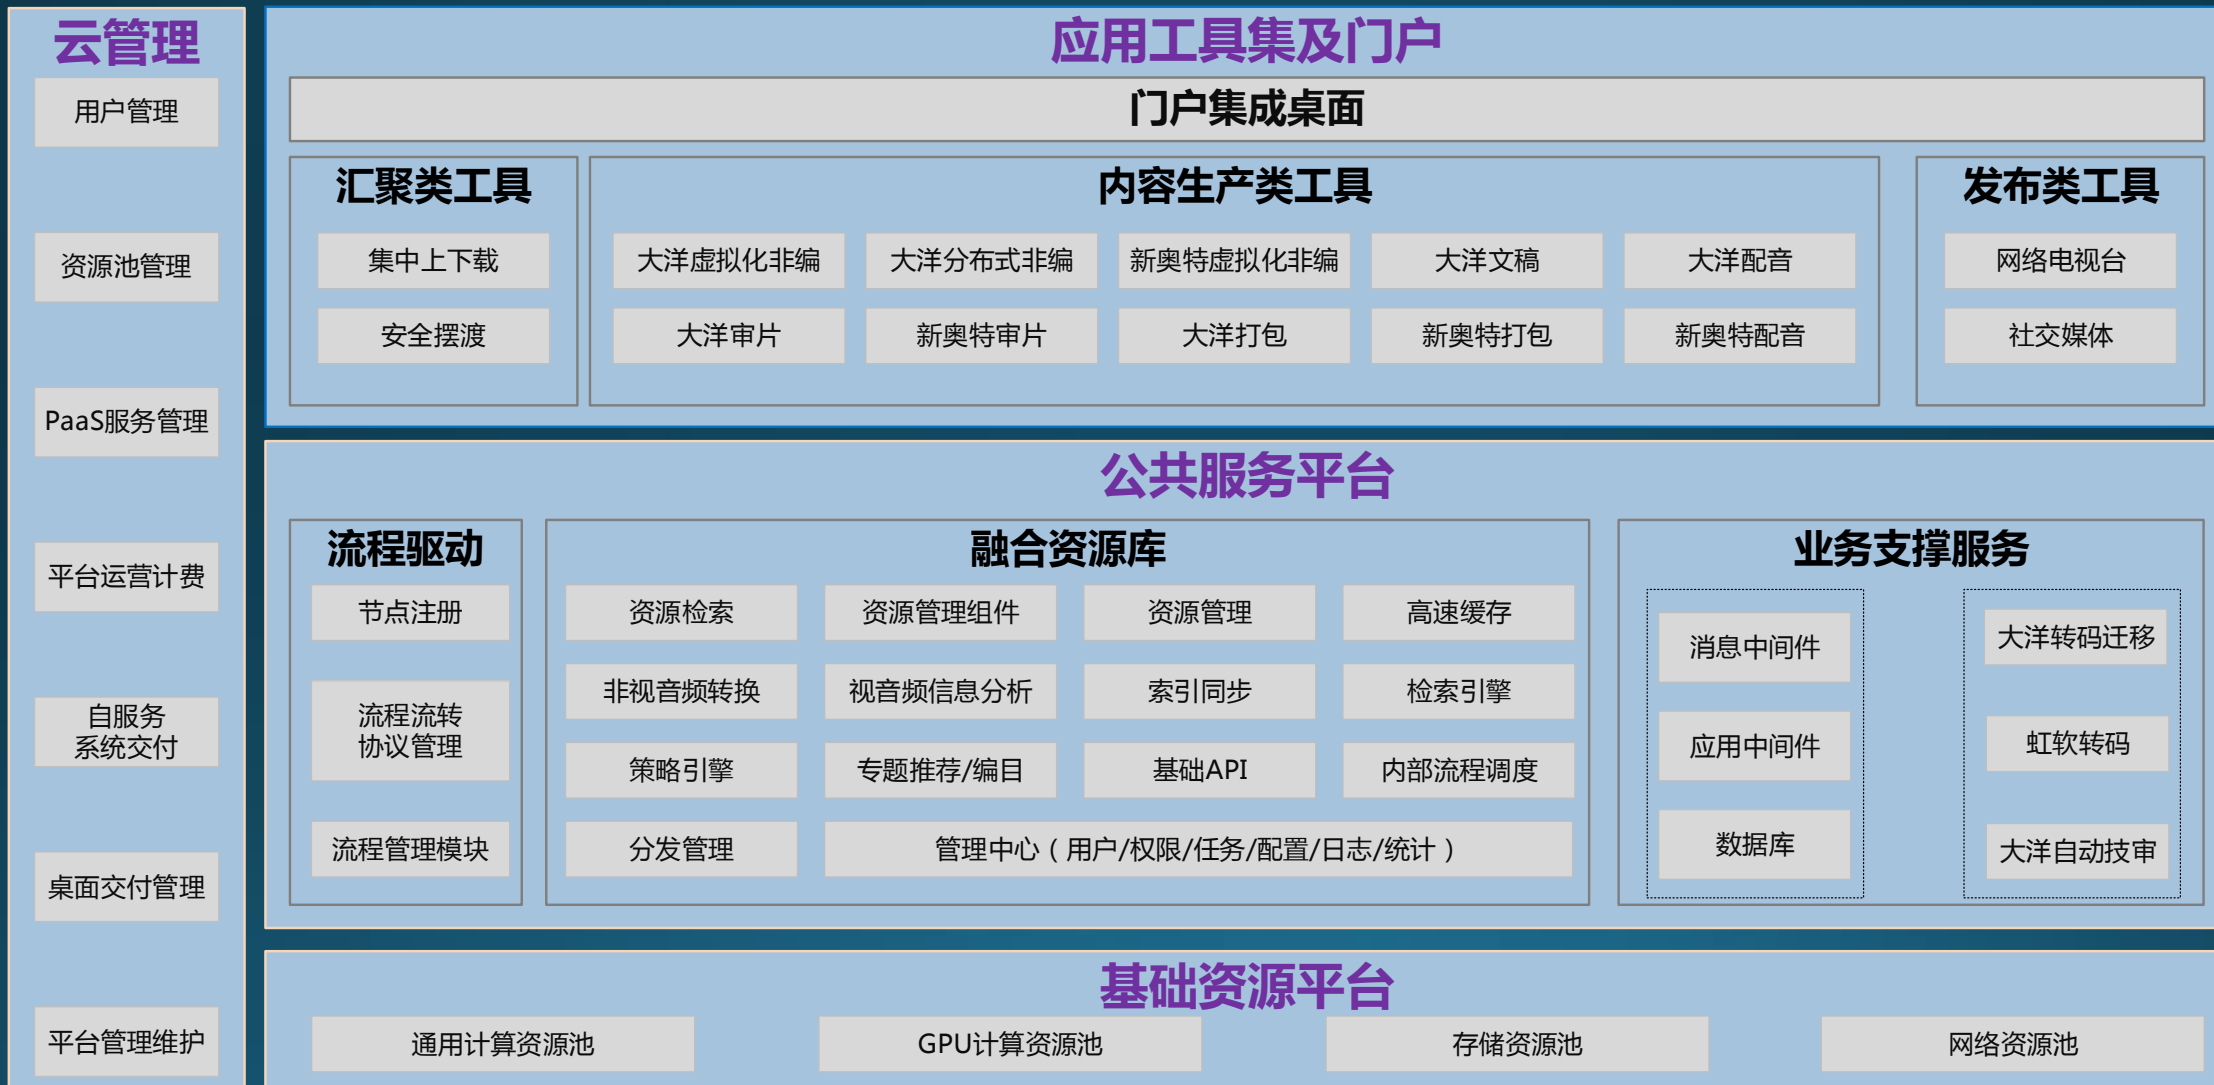 云管理
用户管理
资源池管理
PaaS服务管理
平台运营计费
自服务
系统交付
桌面交付管理
平台管理维护
应用工具集及门户
门户集成桌面
汇聚类工具
集中上下载
安全摆渡
内容生产类工具
大洋虚拟化非编
大洋分布式非编
新奥特虚拟化非编
大洋文稿
大洋配音
大洋审片
新奥特审片
大洋打包
新奥特打包
新奥特配音
发布类工具
网络电视台
社交媒体
公共服务平台
流程驱动
节点注册
流程流转
协议管理
流程管理模块
融合资源库
资源检索
资源管理组件
资源管理
高速缓存
非视音频转换
视音频信息分析
索引同步
检索引擎
策略引擎
专题推荐/编目
基础API
内部流程调度
分发管理
管理中心（用户/权限/任务/配置/日志/统计）
业务支撑服务
消息中间件
应用中间件
数据库
大洋转码迁移
虹软转码
大洋自动技审
基础资源平台
通用计算资源池
GPU计算资源池
存储资源池
网络资源池